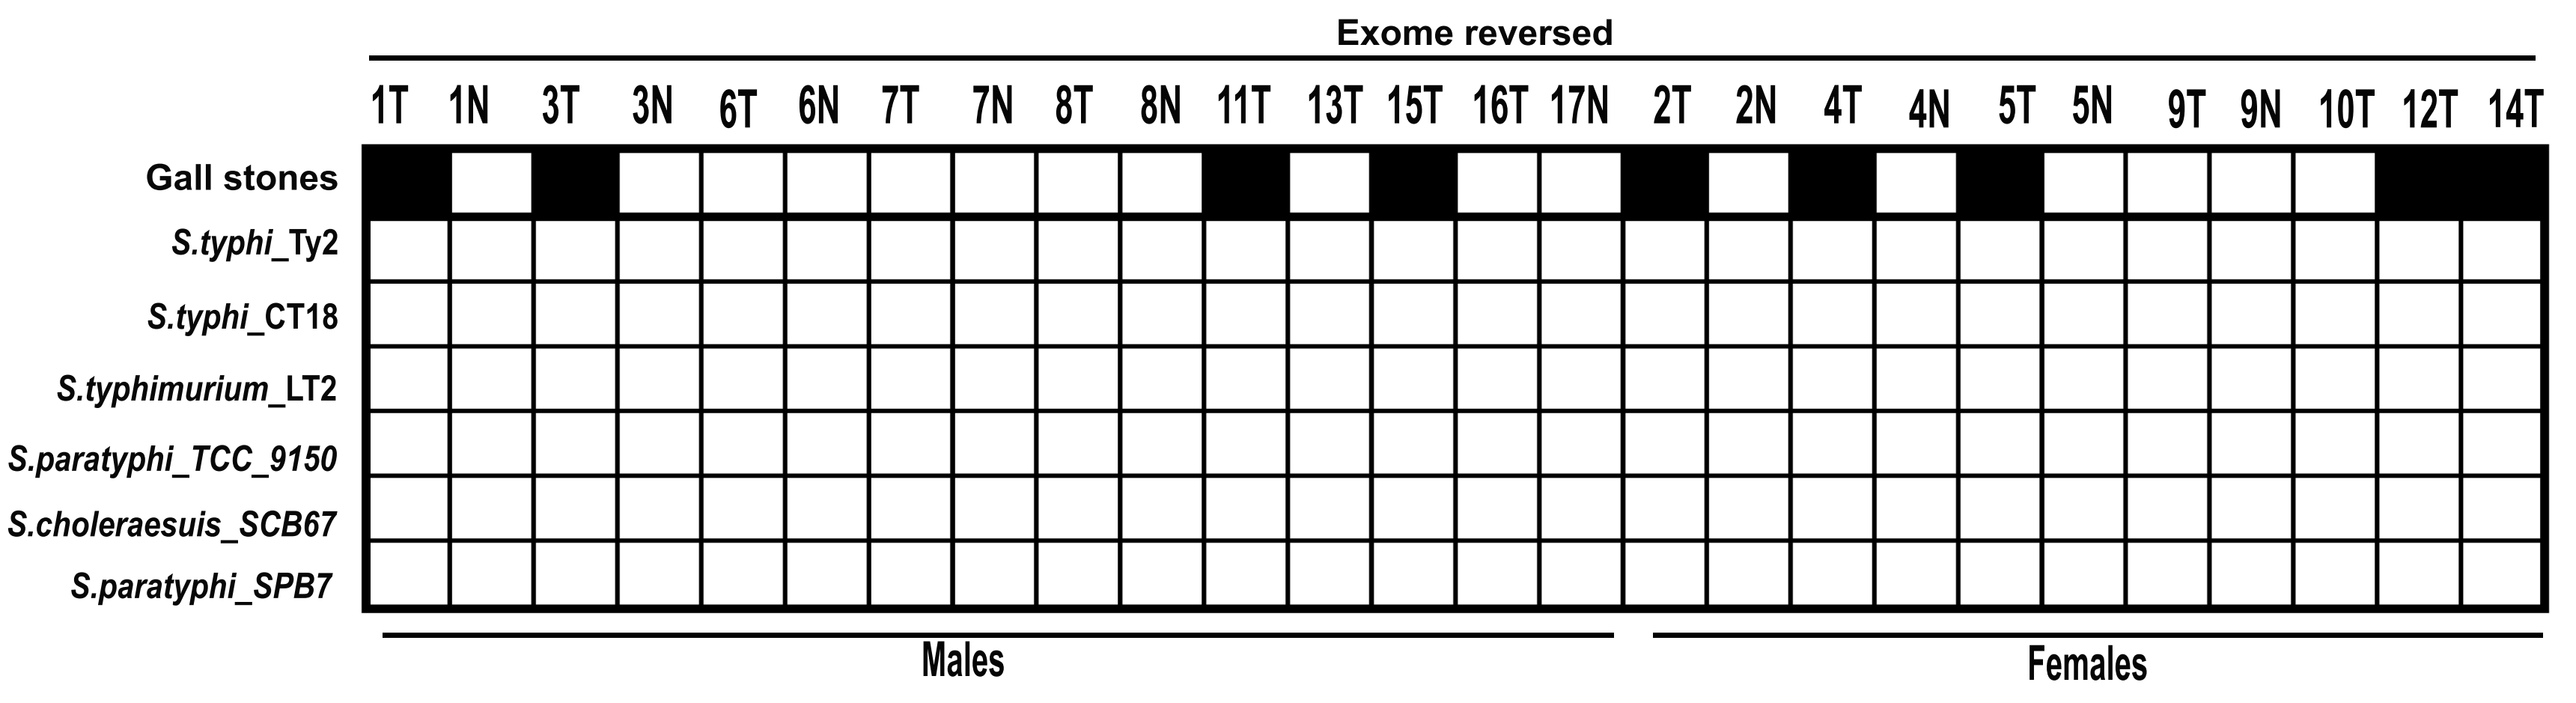 Exome reversed
1T 1N 3T 3N 6T 6N 7T 7N 8T 8N 11T 13T 15T 16T 17N 2T 2N 4T 4N 5T 5N 9T 9N 10T 12T 14T
Gall stones
S.typhi_Ty2
S.typhi_CT18
S.typhimurium_LT2
S.paratyphi_TCC_9150
S.choleraesuis_SCB67
S.paratyphi_SPB7
Males Females